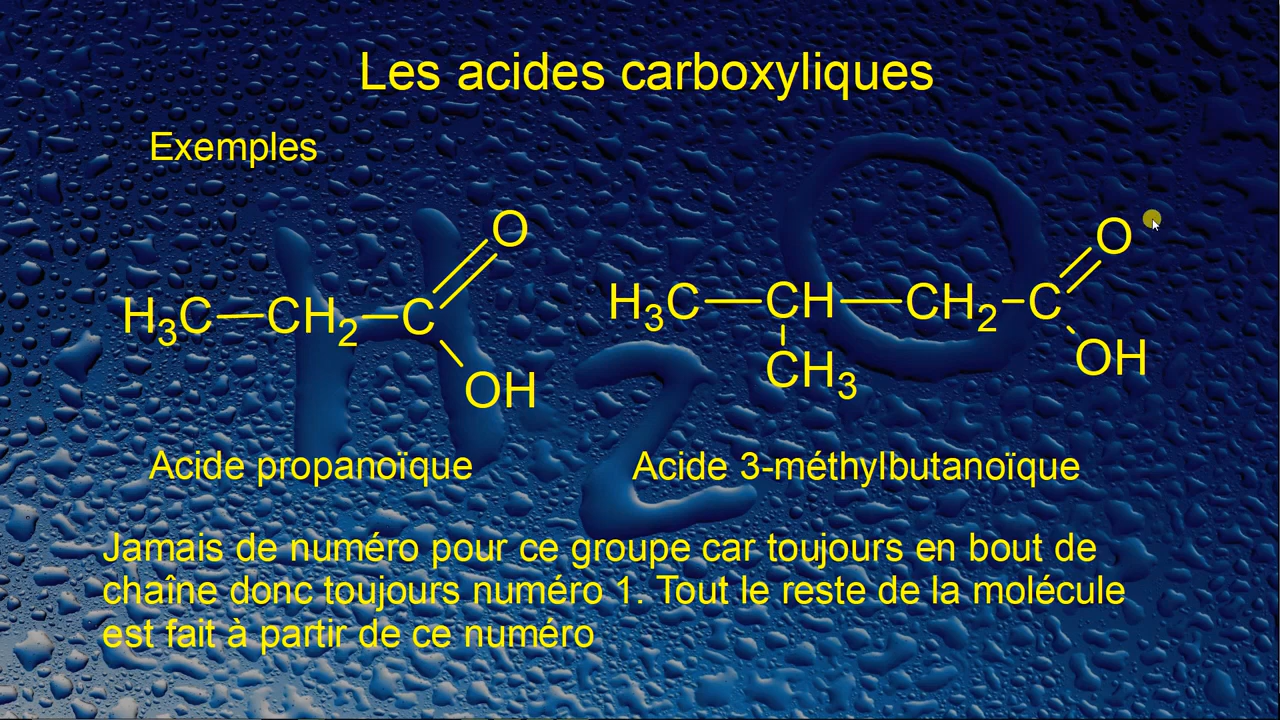 Les acides carboxyliques
Exemples
O
H₃C—CH₂—C
OH
O
H₃C—CH—CH₂–C
CH₃
OH
Acide propanoïque
Acide 3-méthylbutanoïque
Jamais de numéro pour ce groupe car toujours en bout de
chaîne donc toujours numéro 1. Tout le reste de la molécule
est fait à partir de ce numéro
H₂O